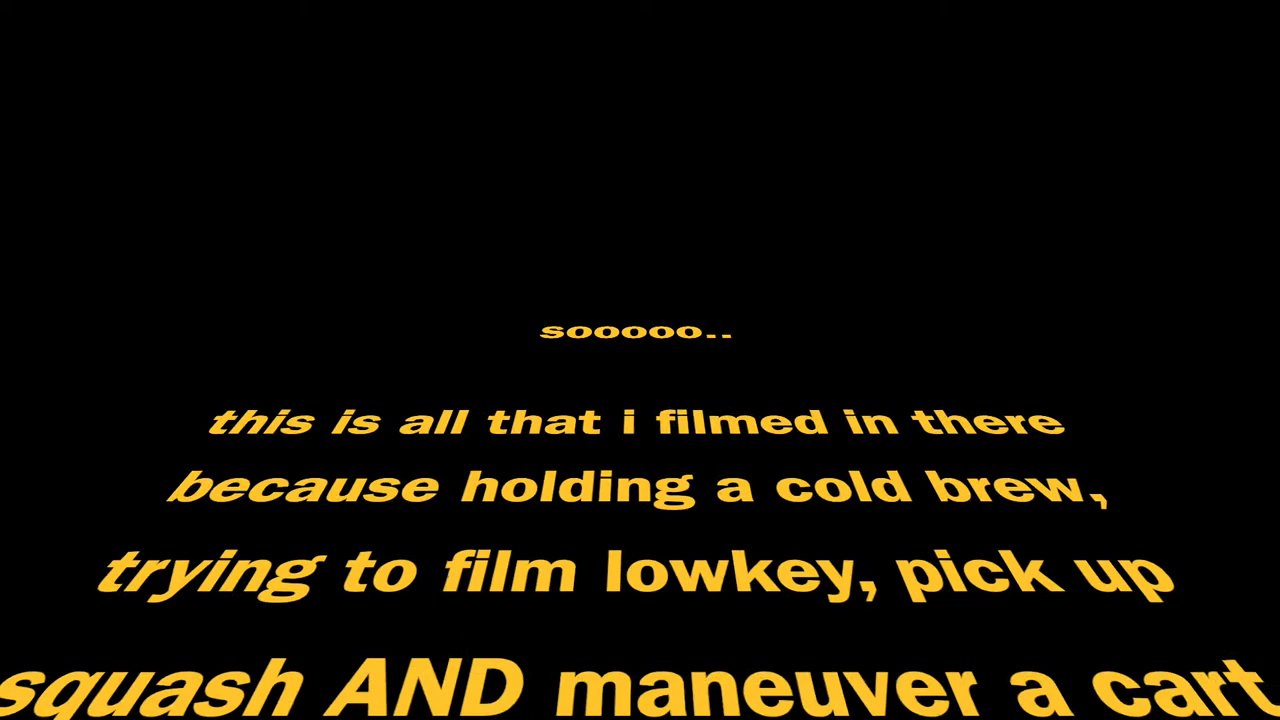 sooooo..
this is all that i filmed in there
because holding a cold brew,
trying to film lowkey, pick up
squash AND maneuver a cart